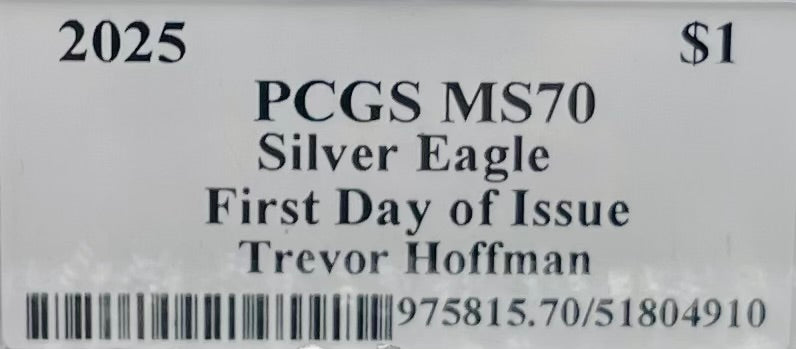 2025 $1
PCGS MS70
Silver Eagle
First Day of Issue
Trevor Hoffman
975815.70/51804910